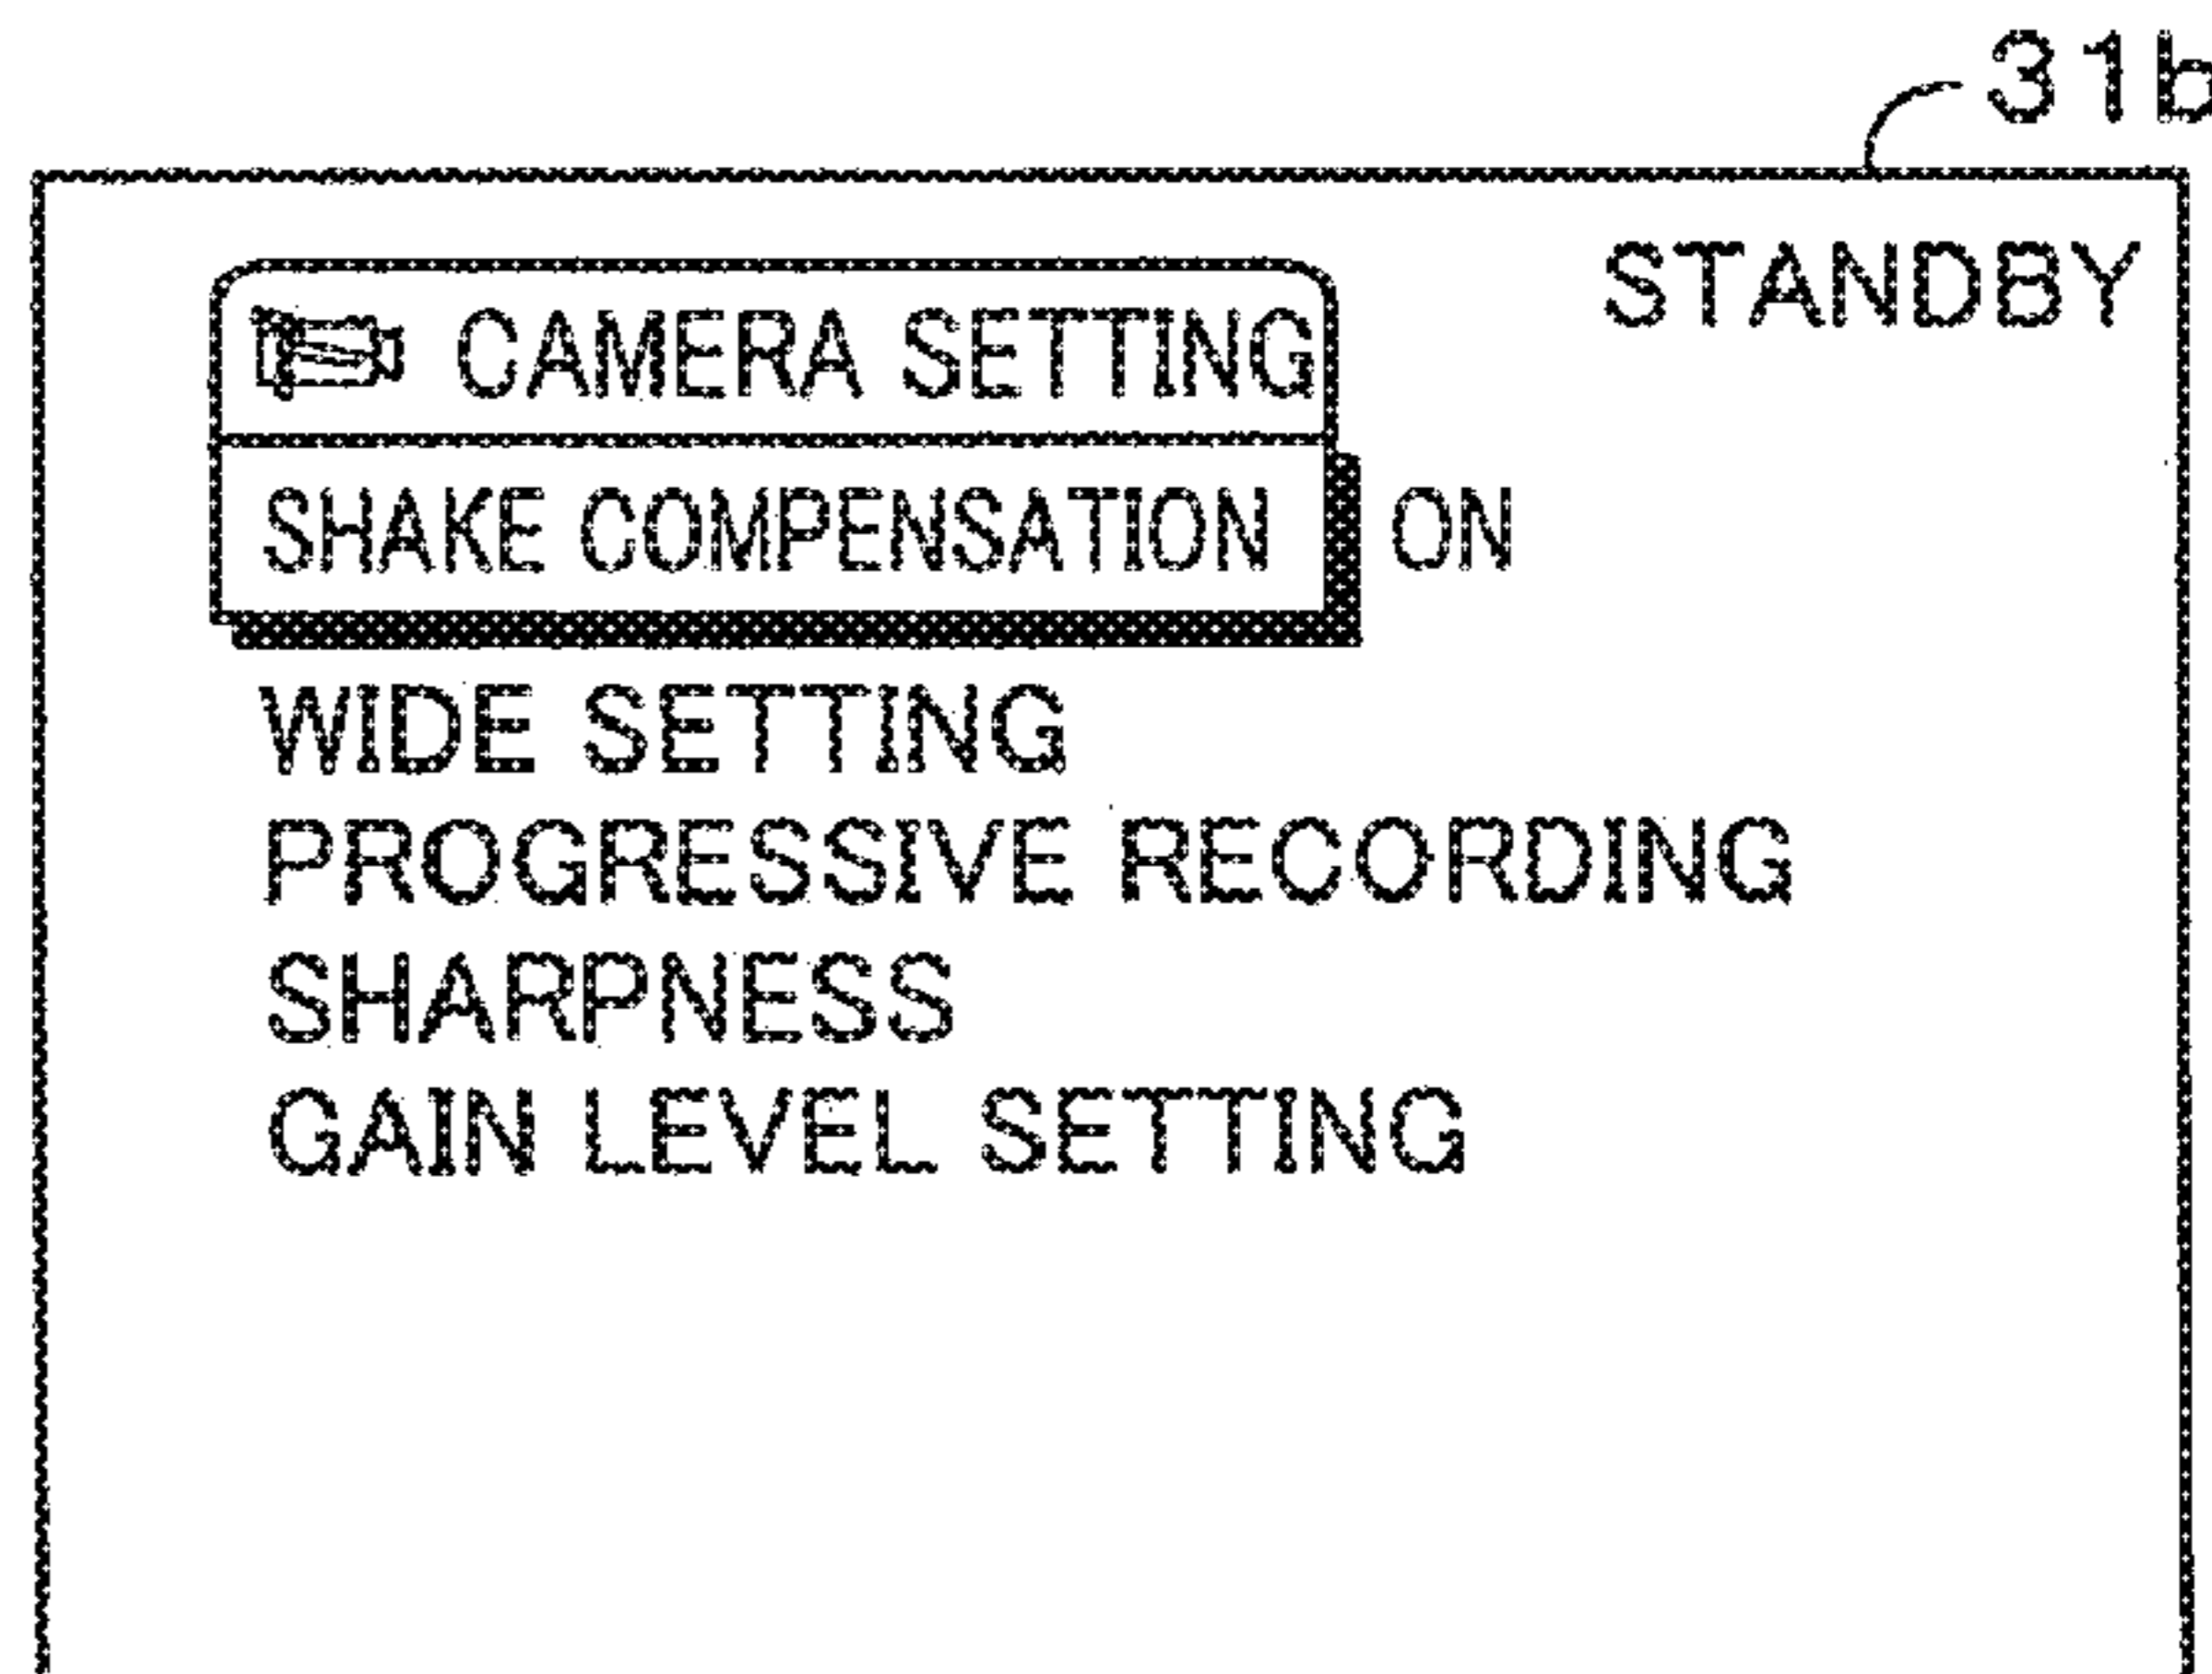 31b
STANDBY
CAMERA SETTING
SHAKE COMPENSATION ON
WIDE SETTING
PROGRESSIVE RECORDING
SHARPNESS
GAIN LEVEL SETTING